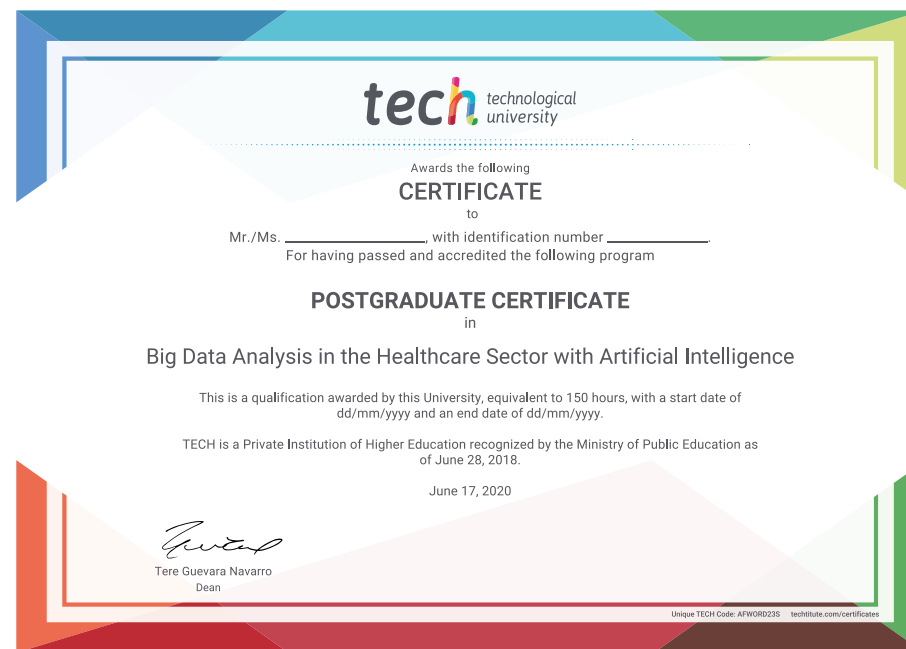 tech technological
university
Awards the following
CERTIFICATE
to
Mr./Ms. ____________________, with identification number ______________.
For having passed and accredited the following program
POSTGRADUATE CERTIFICATE
in
Big Data Analysis in the Healthcare Sector with Artificial Intelligence
This is a qualification awarded by this University, equivalent to 150 hours, with a start date of
dd/mm/yyyy and an end date of dd/mm/yyyy.
TECH is a Private Institution of Higher Education recognized by the Ministry of Public Education as
of June 28, 2018.
June 17, 2020
Tere Guevara Navarro
Dean
Unique TECH Code: AFWORD23S techtitute.com/certificates